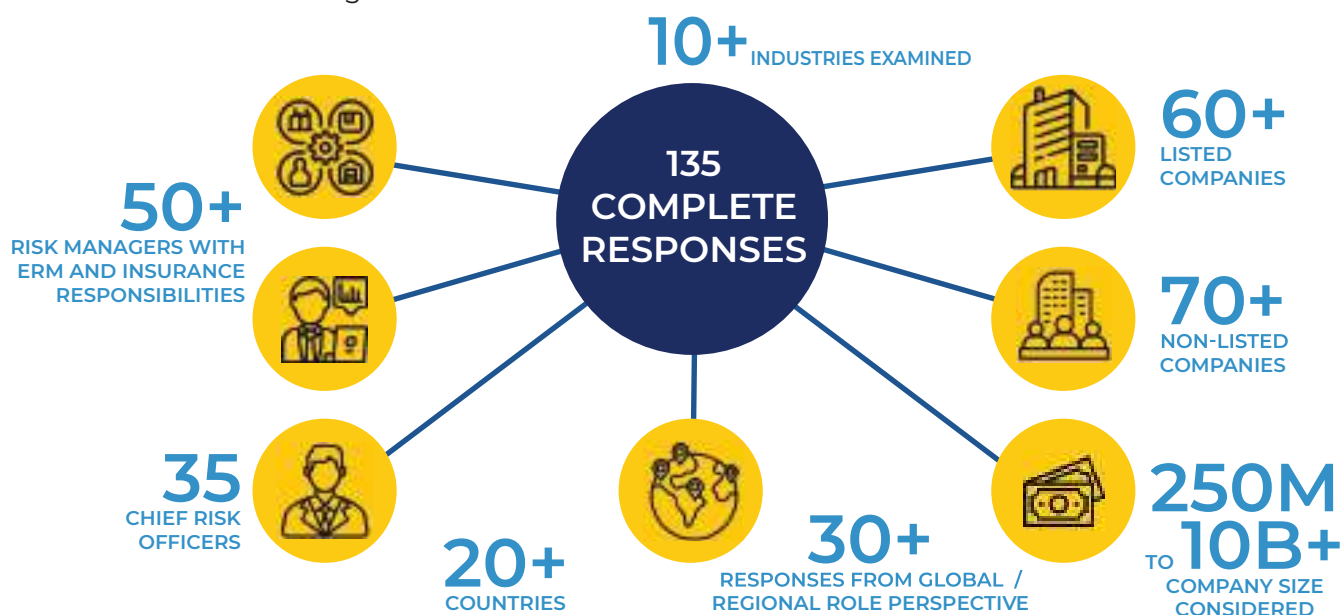 10+ INDUSTRIES EXAMINED
135
COMPLETE
RESPONSES
50+
RISK MANAGERS WITH
ERM AND INSURANCE
RESPONSIBILITIES
35
CHIEF RISK
OFFICERS
20+
COUNTRIES
30+
RESPONSES FROM GLOBAL /
REGIONAL ROLE PERSPECTIVE
60+
LISTED
COMPANIES
70+
NON-LISTED
COMPANIES
250M
TO 10B+
COMPANY SIZE
CONSIDERED